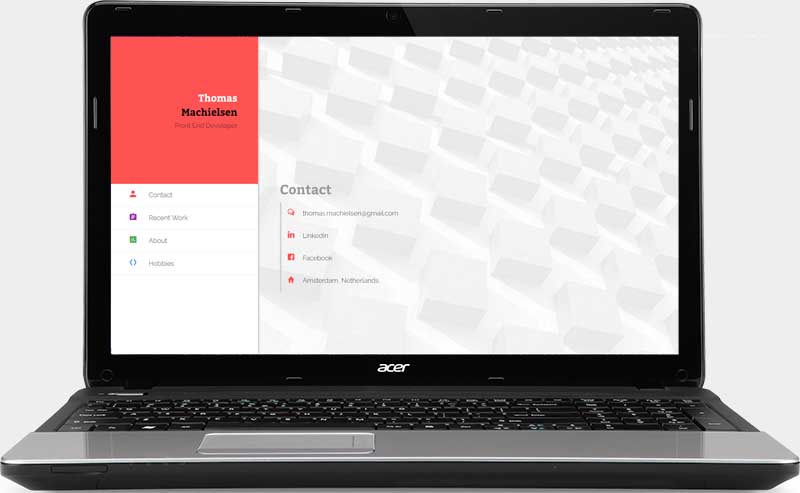 Thomas
Machielsen
Front End Developer
Contact
Recent Work
About
Hobbies
Contact
thomas.machielsen@gmail.com
LinkedIn
Facebook
Amsterdam, Netherlands
acer